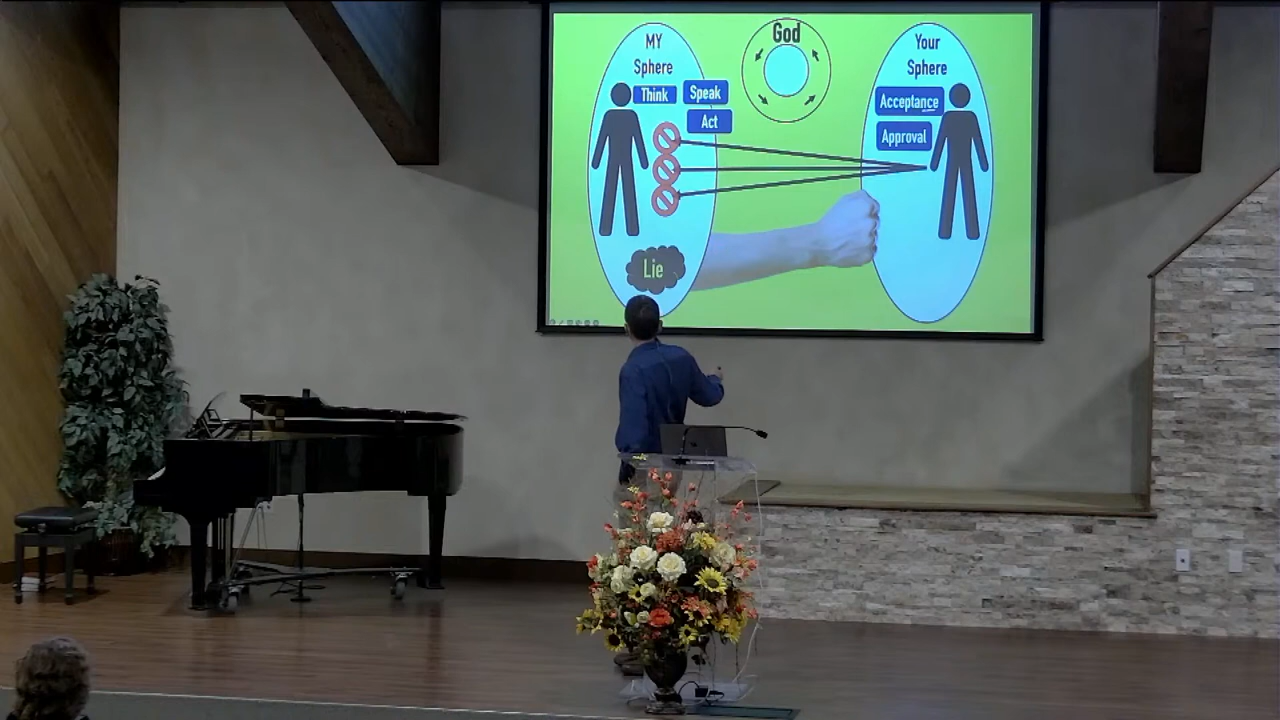 MY
Sphere
Think
Speak
Act
Lie
God
Your
Sphere
Acceptance
Approval